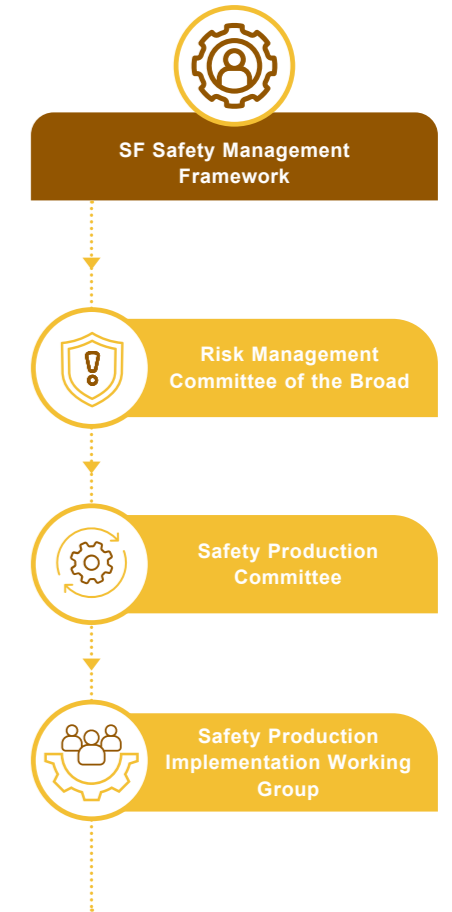 SF Safety Management
Framework
Risk Management
Committee of the Broad
Safety Production
Committee
Safety Production
Implementation Working
Group